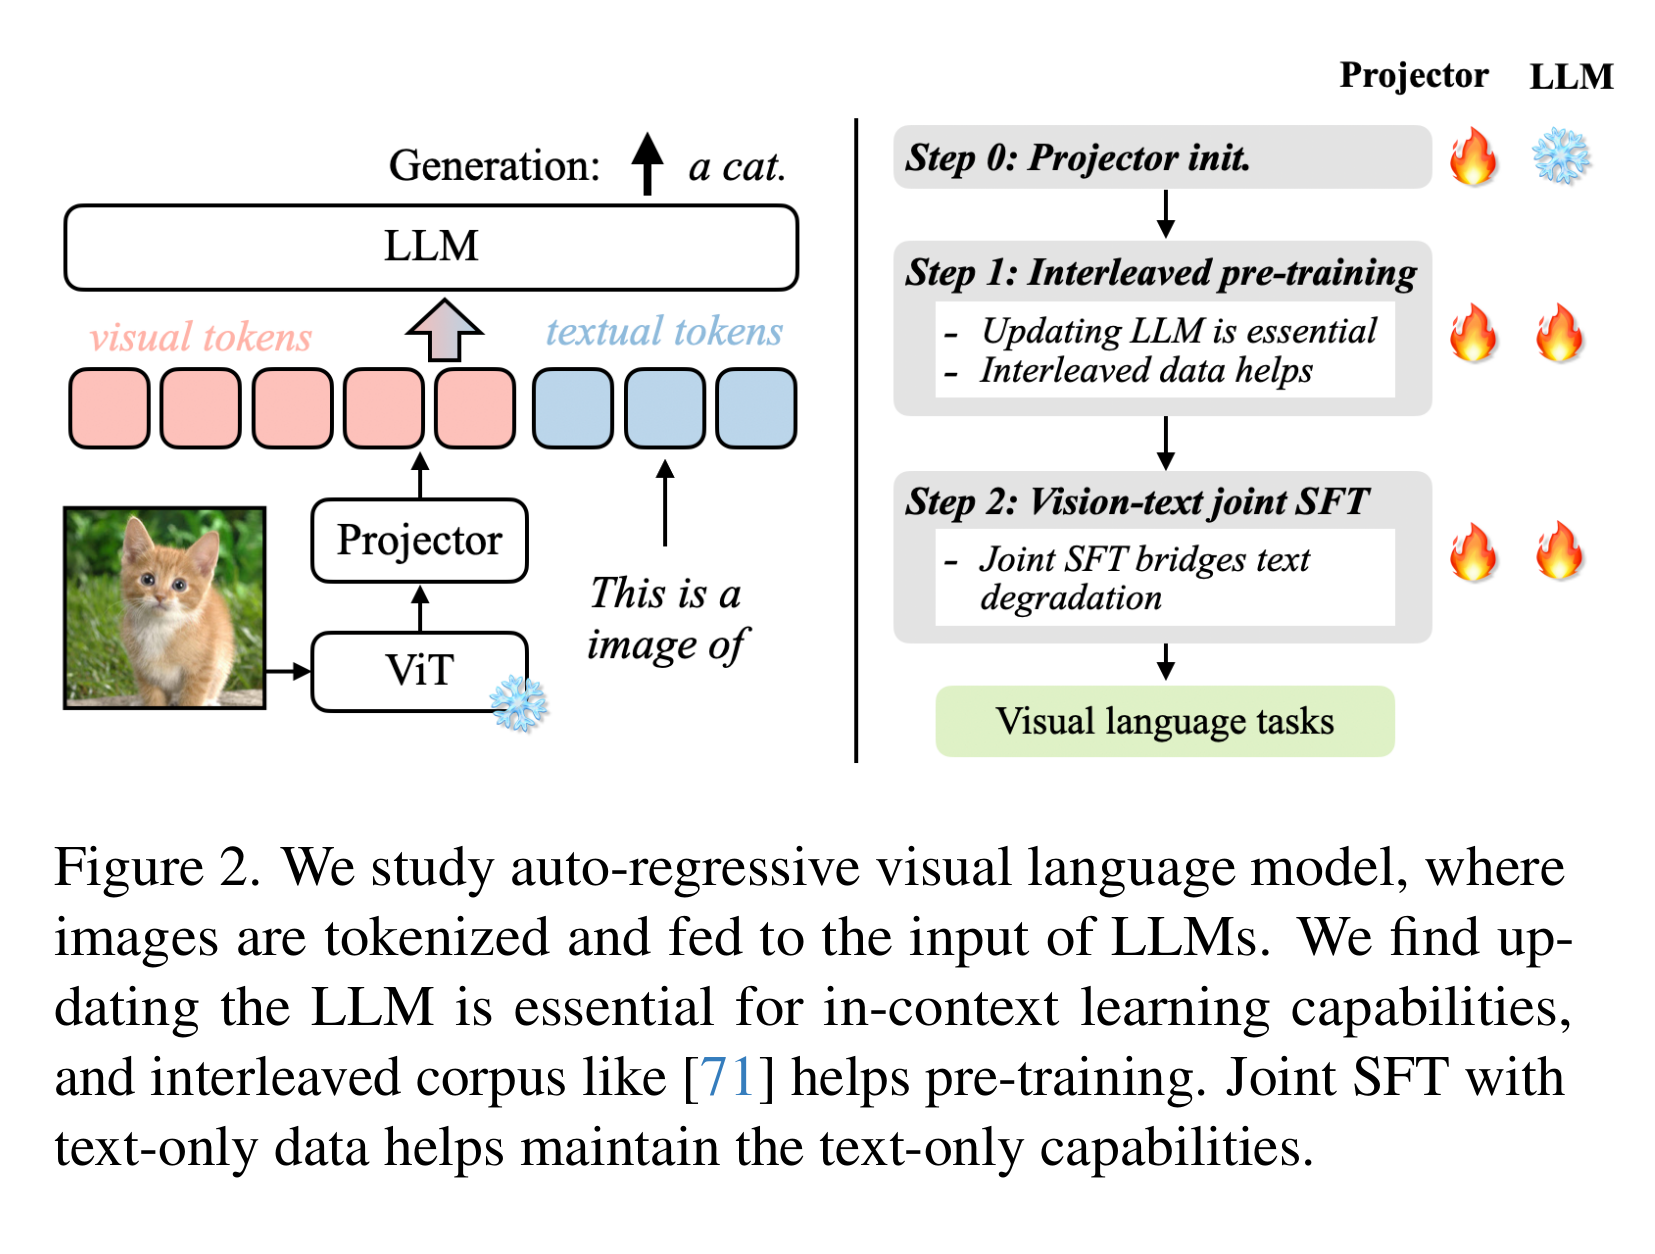 Generation: a cat.
LLM
visual tokens
textual tokens
Projector
This is a
image of
ViT
Projector LLM
Step 0: Projector init.
Step 1: Interleaved pre-training
- Updating LLM is essential
- Interleaved data helps
Step 2: Vision-text joint SFT
- Joint SFT bridges text
degradation
Visual language tasks
Figure 2. We study auto-regressive visual language model, where
images are tokenized and fed to the input of LLMs. We find up-
dating the LLM is essential for in-context learning capabilities,
and interleaved corpus like [71] helps pre-training. Joint SFT with
text-only data helps maintain the text-only capabilities.